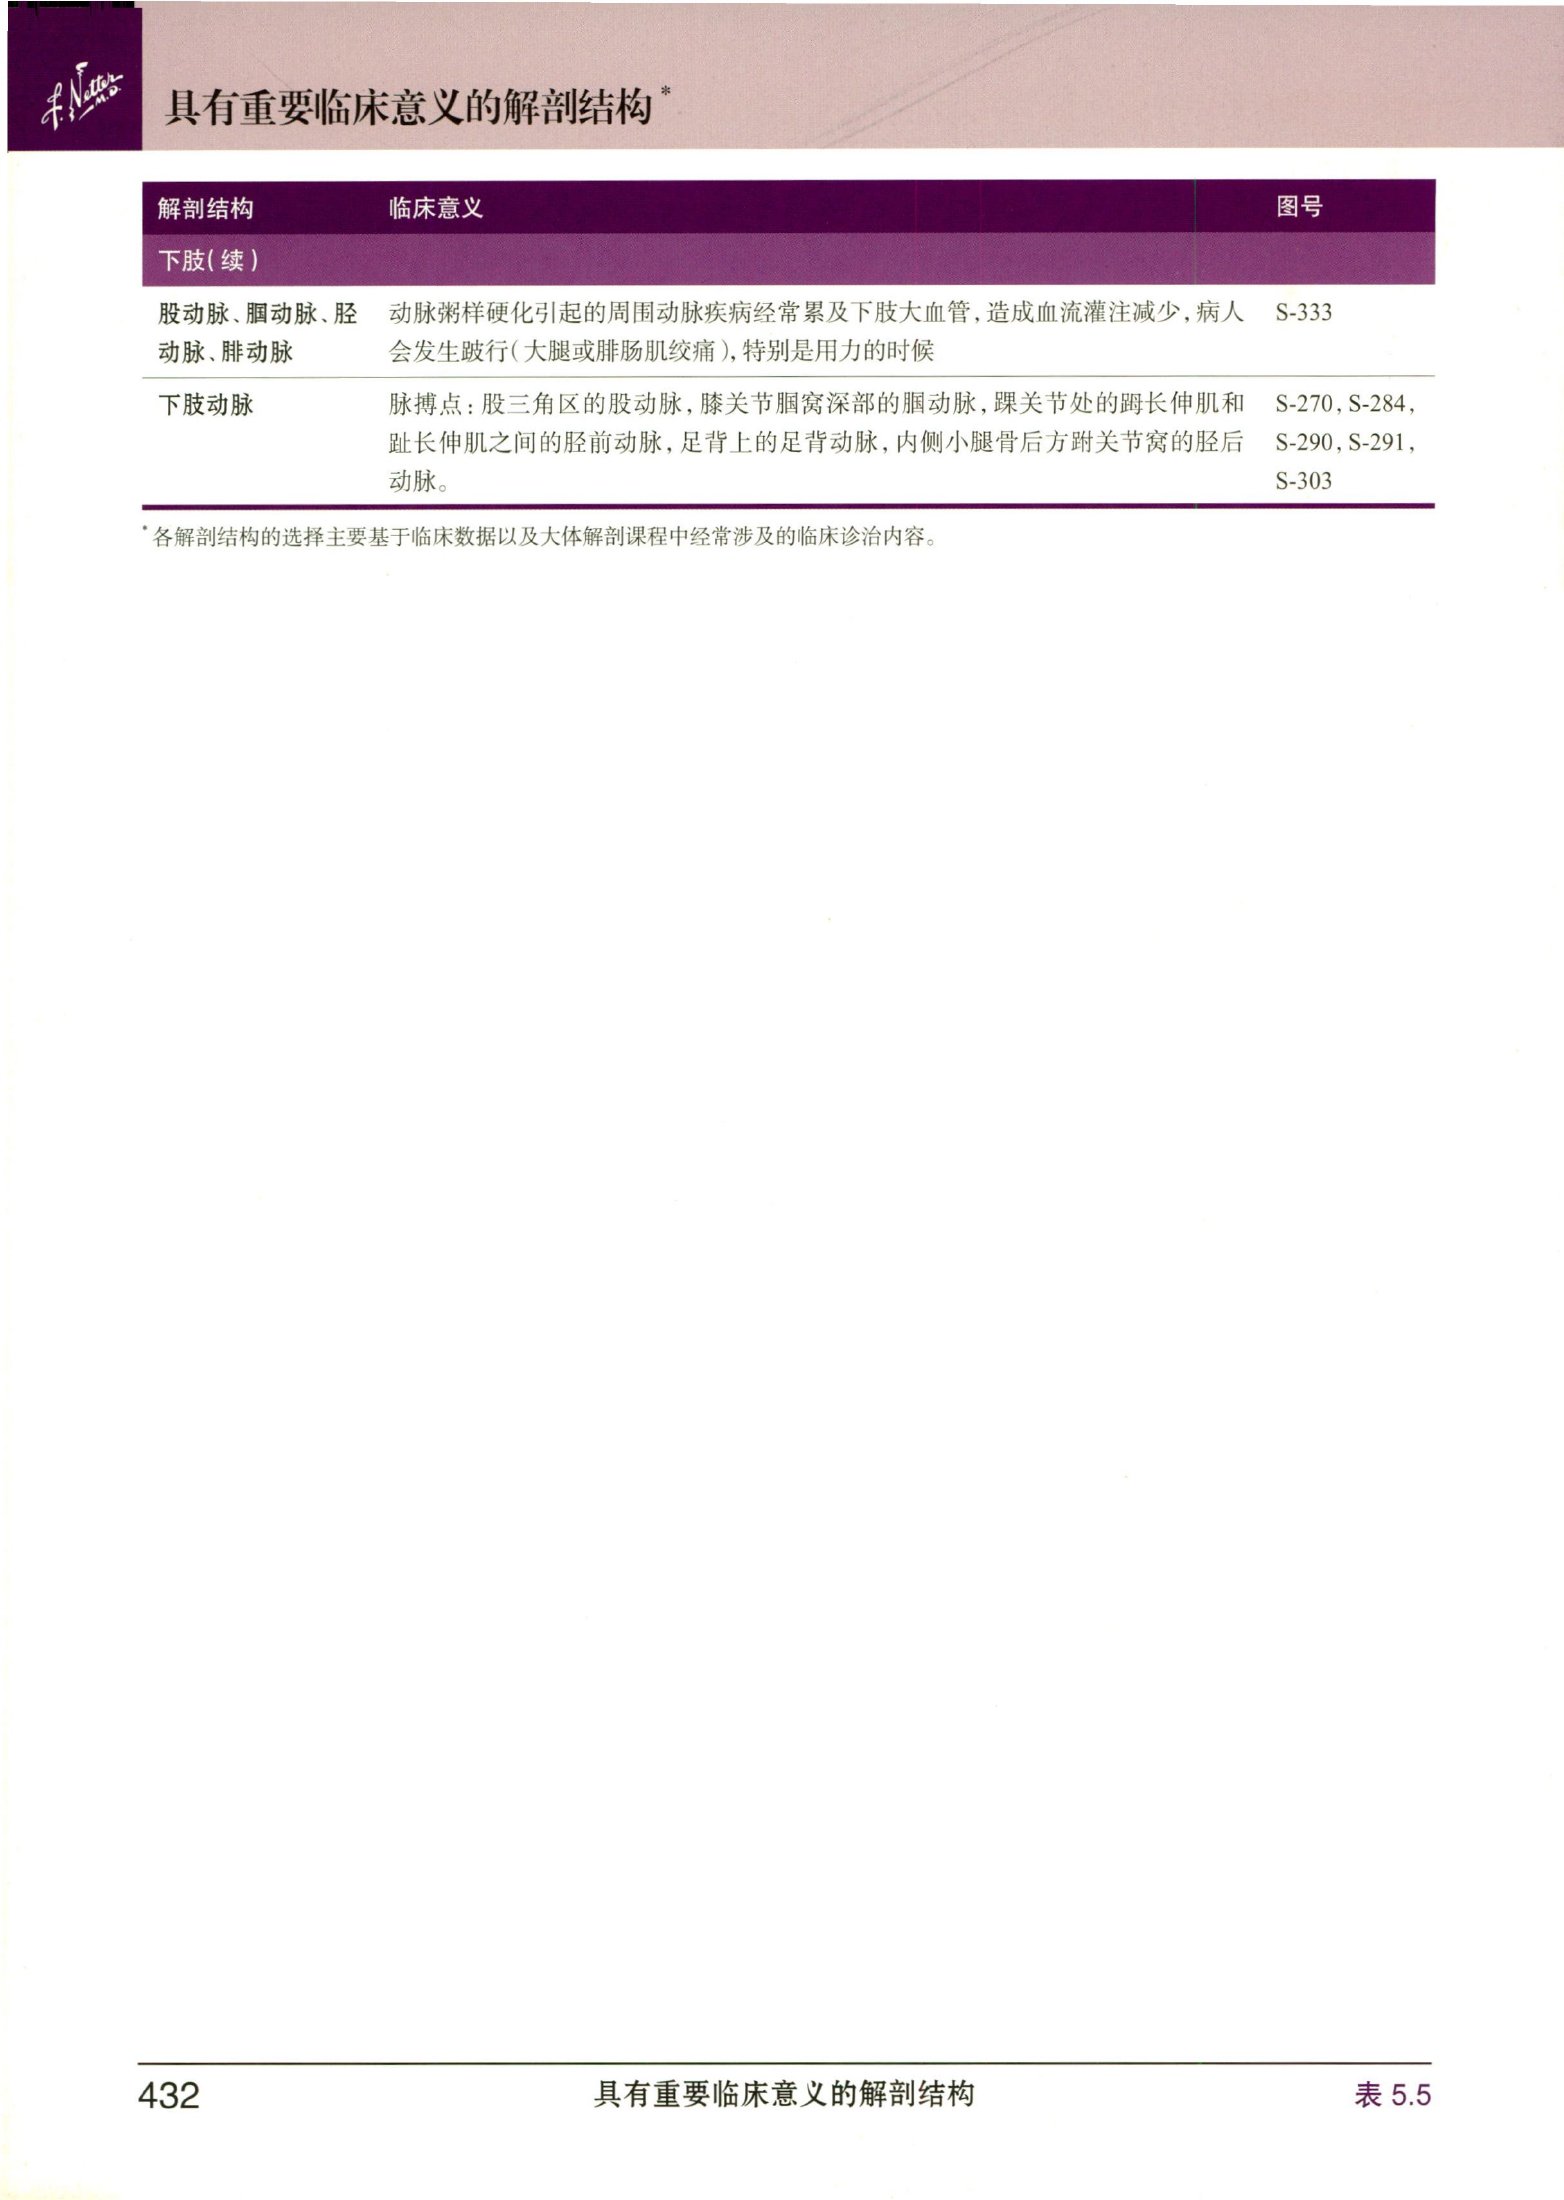 F. Netter M.D.
具有重要临床意义的解剖结构*
解剖结构 临床意义 图号
下肢(续)
股动脉、腘动脉、胫 动脉粥样硬化引起的周围动脉疾病经常累及下肢大血管,造成血流灌注减少,病人 S-333
动脉、腓动脉 会发生跛行(大腿或腓肠肌绞痛),特别是用力的时候
下肢动脉 脉搏点:股三角区的股动脉,膝关节腘窝深部的腘动脉,踝关节处的𧿹长伸肌和 S-270, S-284,
趾长伸肌之间的胫前动脉,足背上的足背动脉,内侧小腿骨后方跗关节窝的胫后 S-290, S-291,
动脉。 S-303
*各解剖结构的选择主要基于临床数据以及大体解剖课程中经常涉及的临床诊治内容。
432 具有重要临床意义的解剖结构 表 5.5